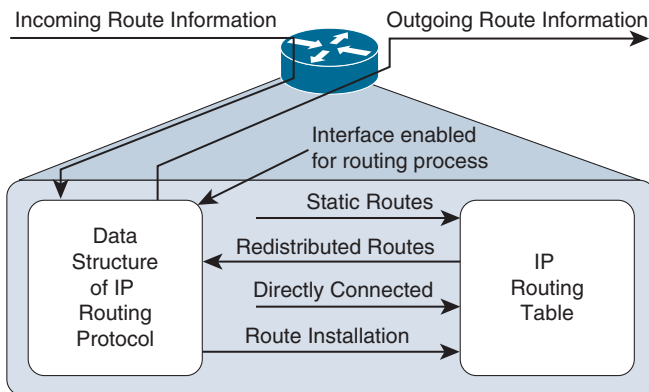 Incoming Route Information
Outgoing Route Information
Interface enabled
for routing process
Data
Structure
of IP
Routing
Protocol
Static Routes
Redistributed Routes
Directly Connected
Route Installation
IP
Routing
Table